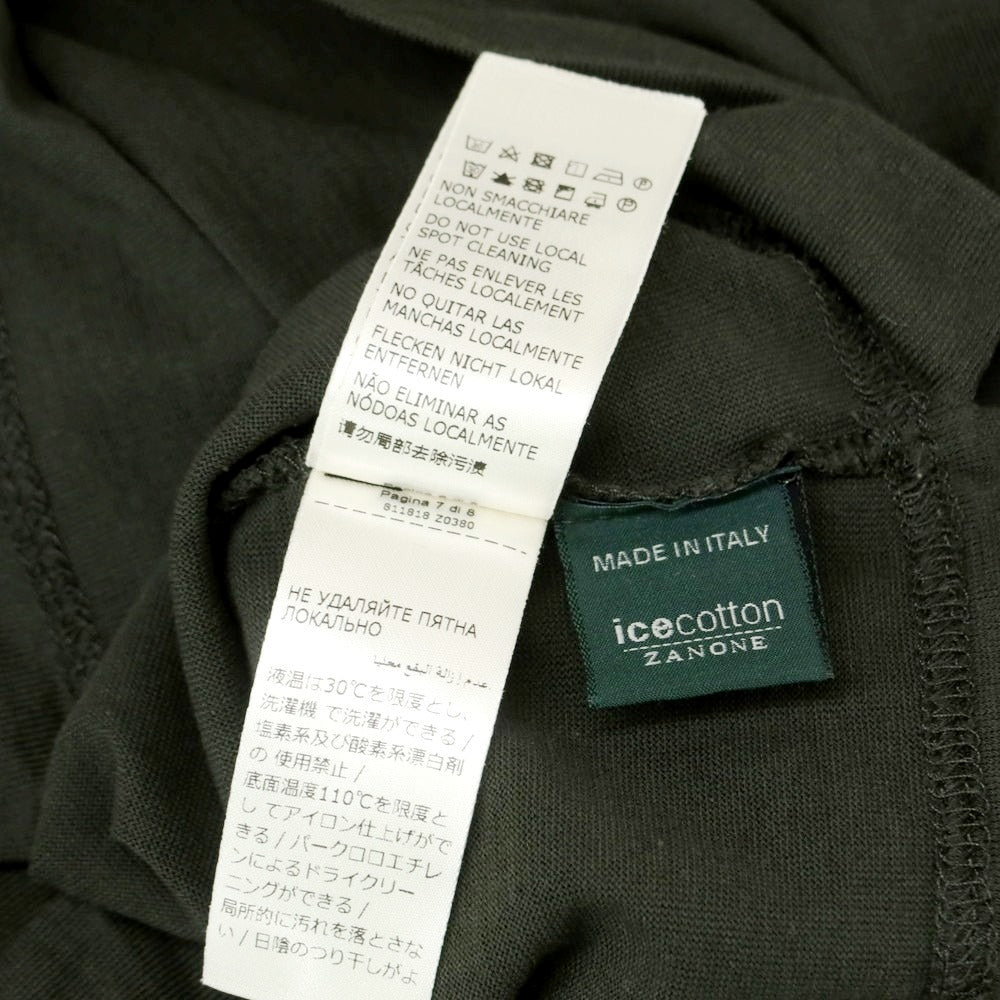 NON SMACCHIARE
LOCALMENTE
DO NOT USE LOCAL
SPOT CLEANING
NE PAS ENLEVER LES
TÂCHES LOCALEMENT
NO QUITAR LAS
MANCHAS LOCALMENTE
FLECKEN NICHT LOKAL
ENTFERNEN
NÃO ELIMINAR AS
NÓDOAS LOCALMENTE
请勿局部去除污渍
Pagina 7 di 8
811818 Z0380
НЕ УДАЛЯЙТЕ ПЯТНА
ЛОКАЛЬНО
عدم إزالة البقع محليا
液温は30℃を限度とし、
洗濯機 で洗濯ができる /
塩素系及び酸素系漂白剤
の 使用禁止 /
底面温度110℃を限度と
し てアイロン仕上げがで
きる / パークロロエチレ
ンによるドライクリー
ニングができる /
局所的に汚れを落とさな
い / 日陰のつり干しがよ
MADE IN ITALY
icecotton
ZANONE